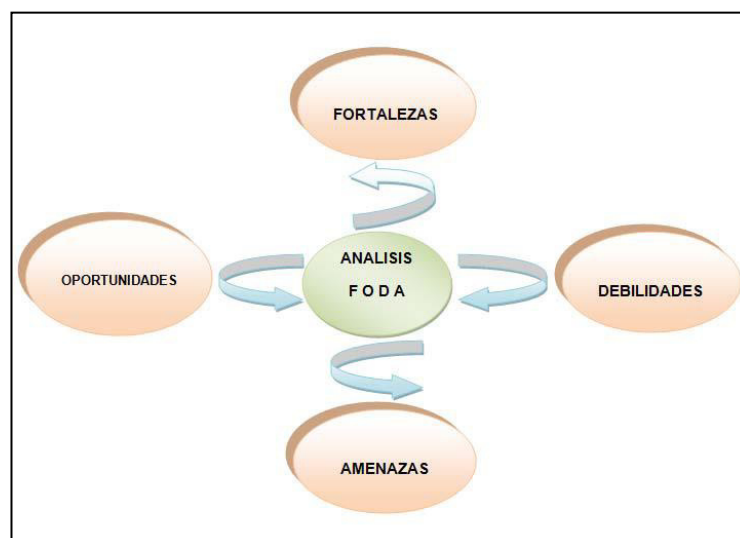 FORTALEZAS
OPORTUNIDADES
ANALISIS
F O D A
DEBILIDADES
AMENAZAS